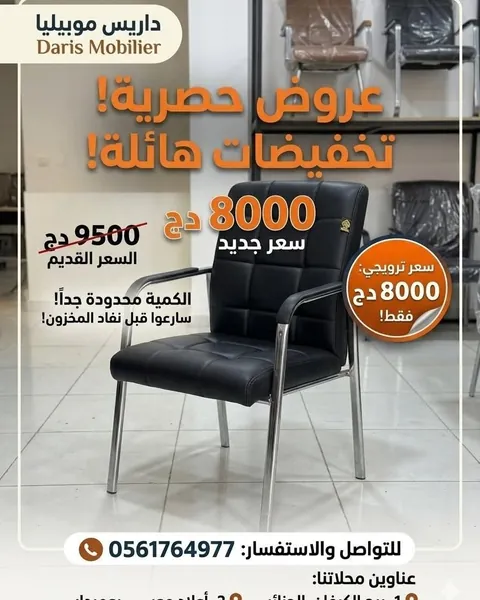 داريس موبيليا
Daris Mobilier
عروض حصرية!
تخفيضات هائلة!
8000 دج
سعر جديد
9500 دج
السعر القديم
الكمية محدودة جداً!
سارعوا قبل نفاد المخزون!
سعر ترويجي:
8000 دج
فقط!
للتواصل والاستفسار: 0561764977
عناوين محلاتنا: